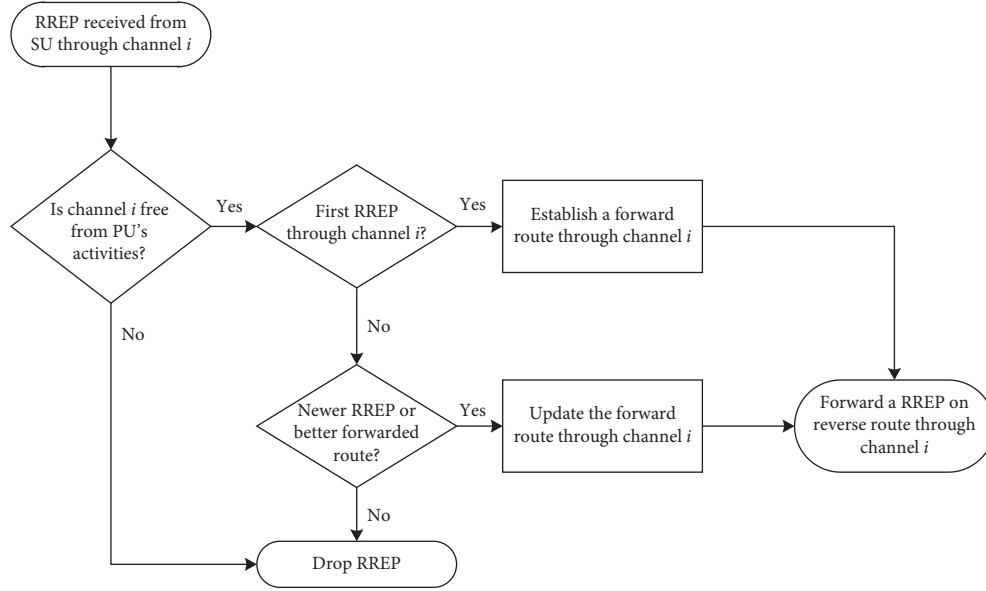 RREP received from
SU through channel i
Is channel i free
from PU's
activities?
Yes
First RREP
through channel i?
Yes
Establish a forward
route through channel i
No
No
Newer RREP or
better forwarded
route?
Yes
Update the forward
route through channel i
Forward a RREP on
reverse route through
channel i
No
Drop RREP